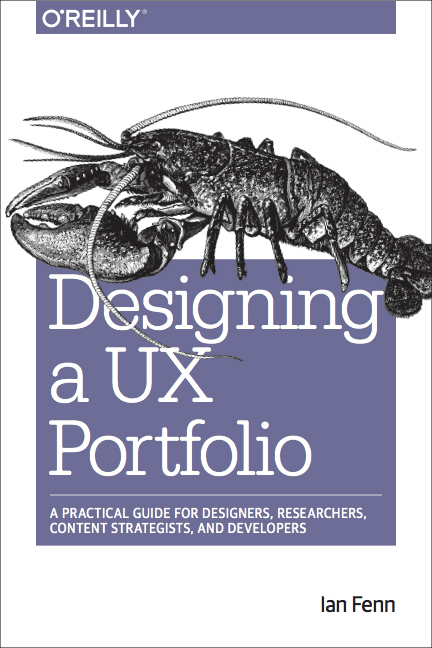 O'REILLY®
Designing
a UX
Portfolio
A PRACTICAL GUIDE FOR DESIGNERS, RESEARCHERS,
CONTENT STRATEGISTS, AND DEVELOPERS
Ian Fenn